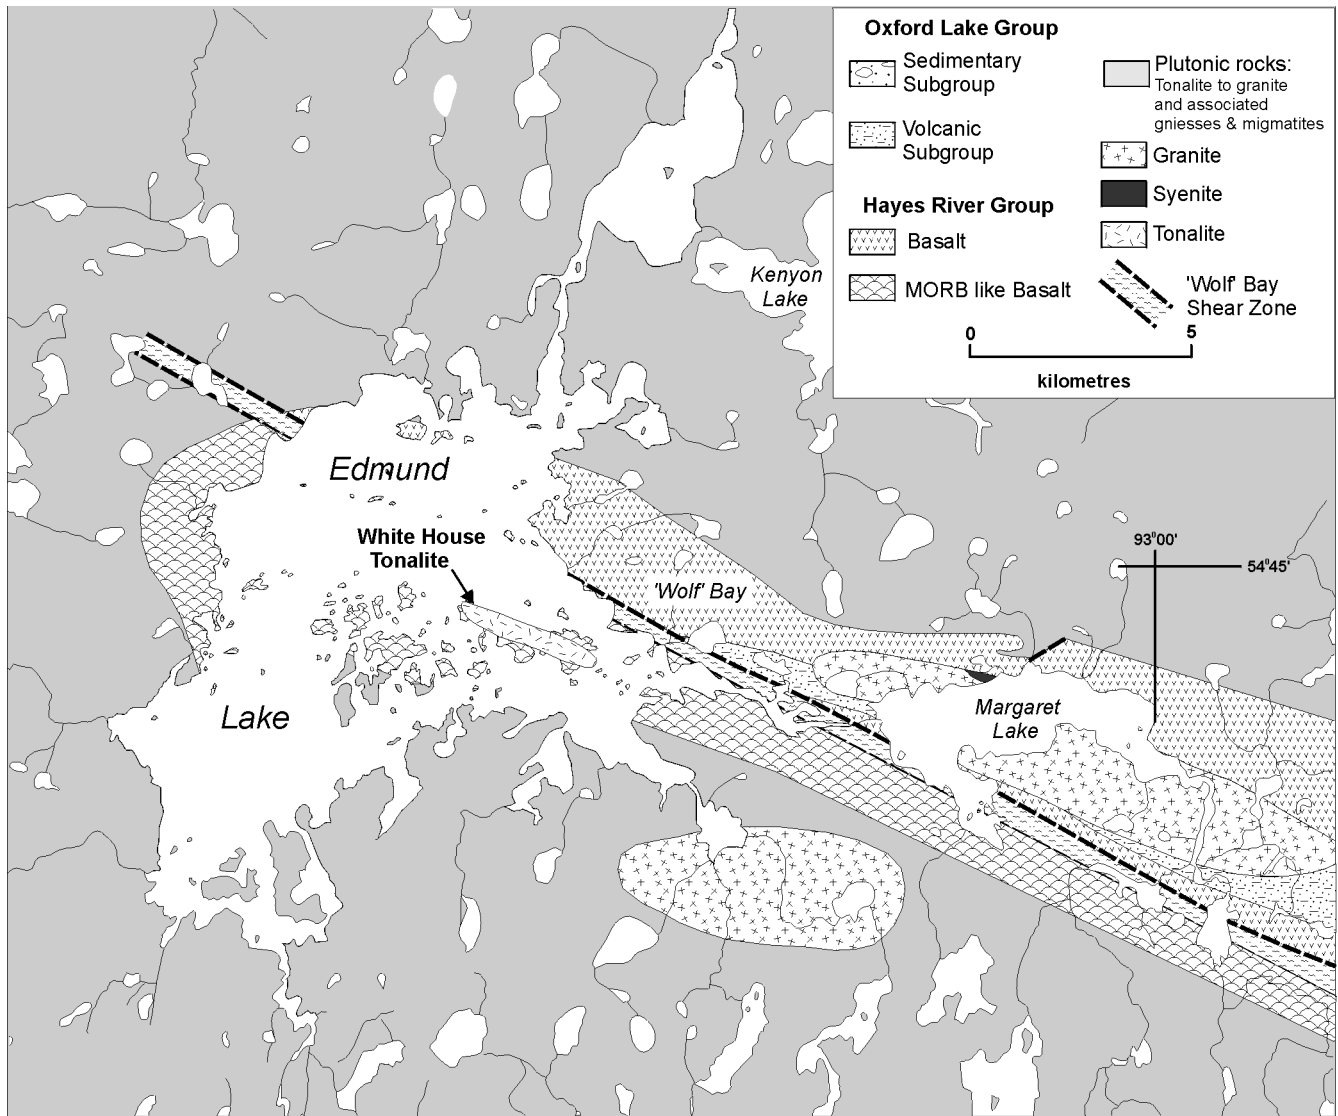 Oxford Lake Group
Sedimentary
Subgroup
Volcanic
Subgroup
Hayes River Group
Basalt
MORB like Basalt
Plutonic rocks:
Tonalite to granite
and associated
gniesses & migmatites
Granite
Syenite
Tonalite
'Wolf' Bay
Shear Zone
0
5
kilometres
Kenyon
Lake
Edmund
White House
Tonalite
'Wolf' Bay
93°00'
54°45'
Lake
Margaret
Lake